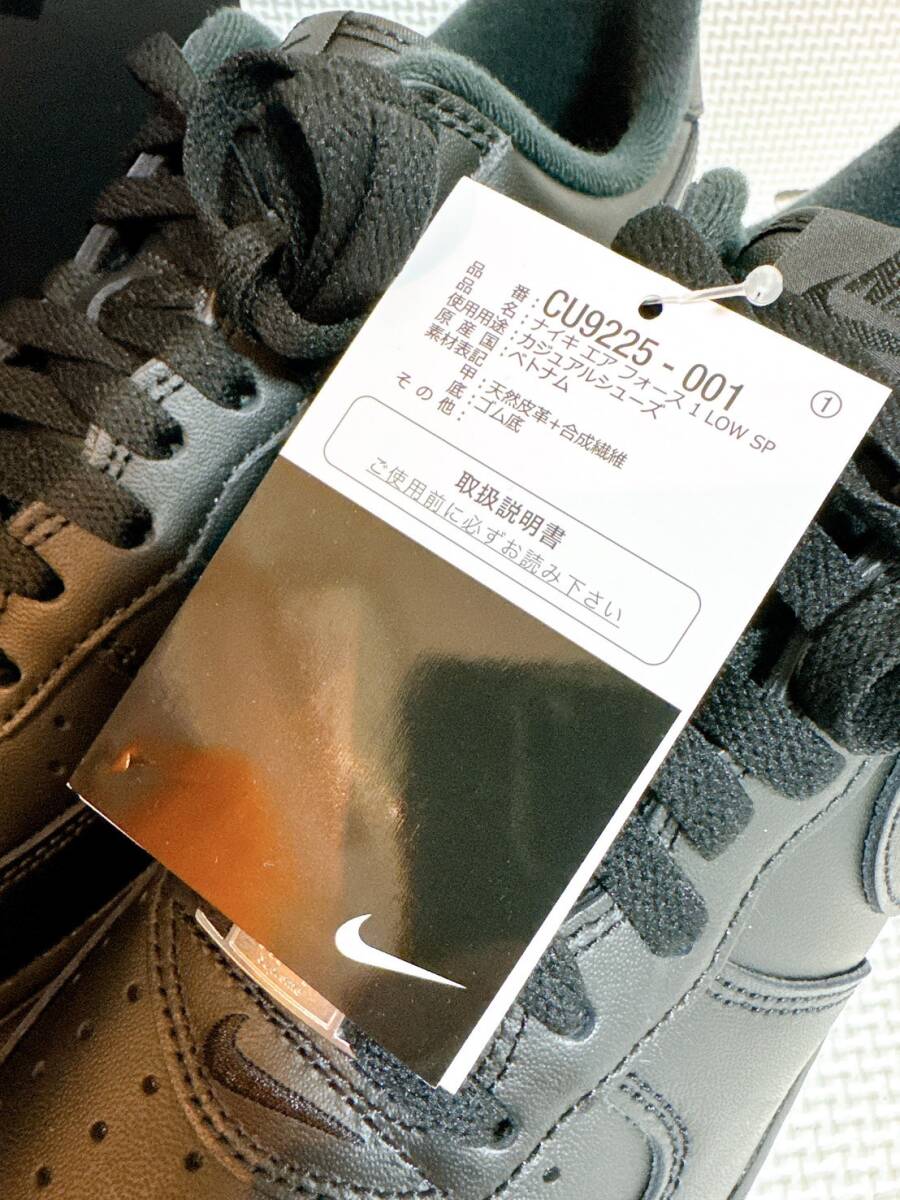 品番:CU9225-001 ①
品名:ナイキ エア フォース 1 LOW SP
使用用途:カジュアルシューズ
原産国:ベトナム
素材表記
甲:天然皮革+合成繊維
底:ゴム底
その他:
取扱説明書
ご使用前に必ずお読み下さい